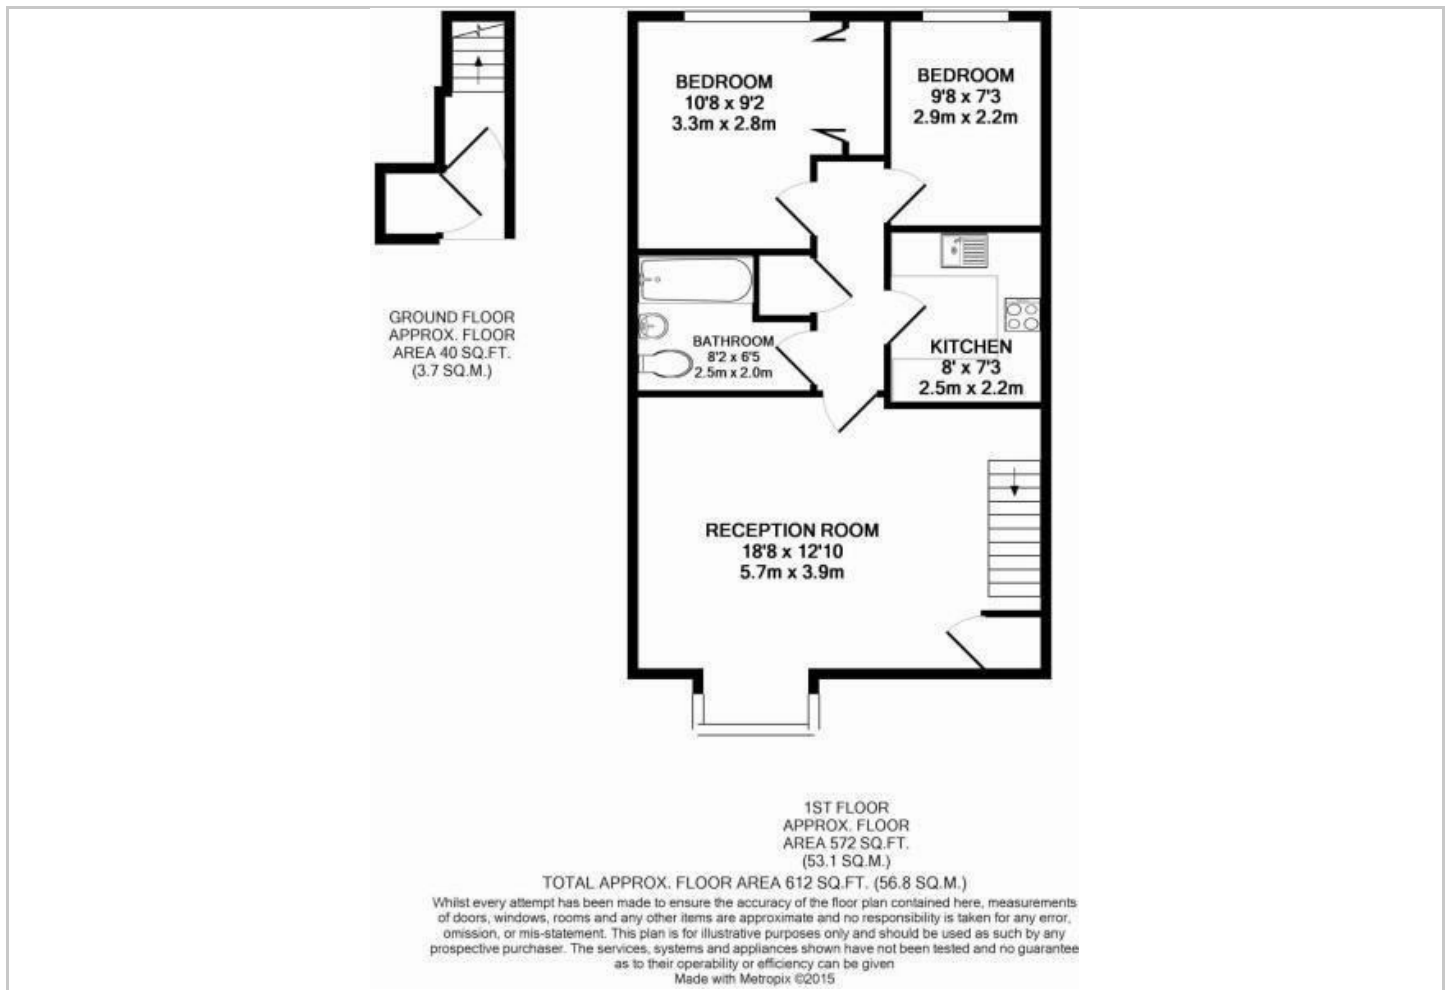 BEDROOM
10'8 x 9'2
3.3m x 2.8m
BEDROOM
9'8 x 7'3
2.9m x 2.2m
GROUND FLOOR
APPROX. FLOOR
AREA 40 SQ.FT.
(3.7 SQ.M.)
BATHROOM
8'2 x 6'5
2.5m x 2.0m
KITCHEN
8' x 7'3
2.5m x 2.2m
RECEPTION ROOM
18'8 x 12'10
5.7m x 3.9m
1ST FLOOR
APPROX. FLOOR
AREA 572 SQ.FT.
(53.1 SQ.M.)
TOTAL APPROX. FLOOR AREA 612 SQ.FT. (56.8 SQ.M.)
Whilst every attempt has been made to ensure the accuracy of the floor plan contained here, measurements
of doors, windows, rooms and any other items are approximate and no responsibility is taken for any error,
omission, or mis-statement. This plan is for illustrative purposes only and should be used as such by any
prospective purchaser. The services, systems and appliances shown have not been tested and no guarantee
as to their operability or efficiency can be given
Made with Metropix ©2015